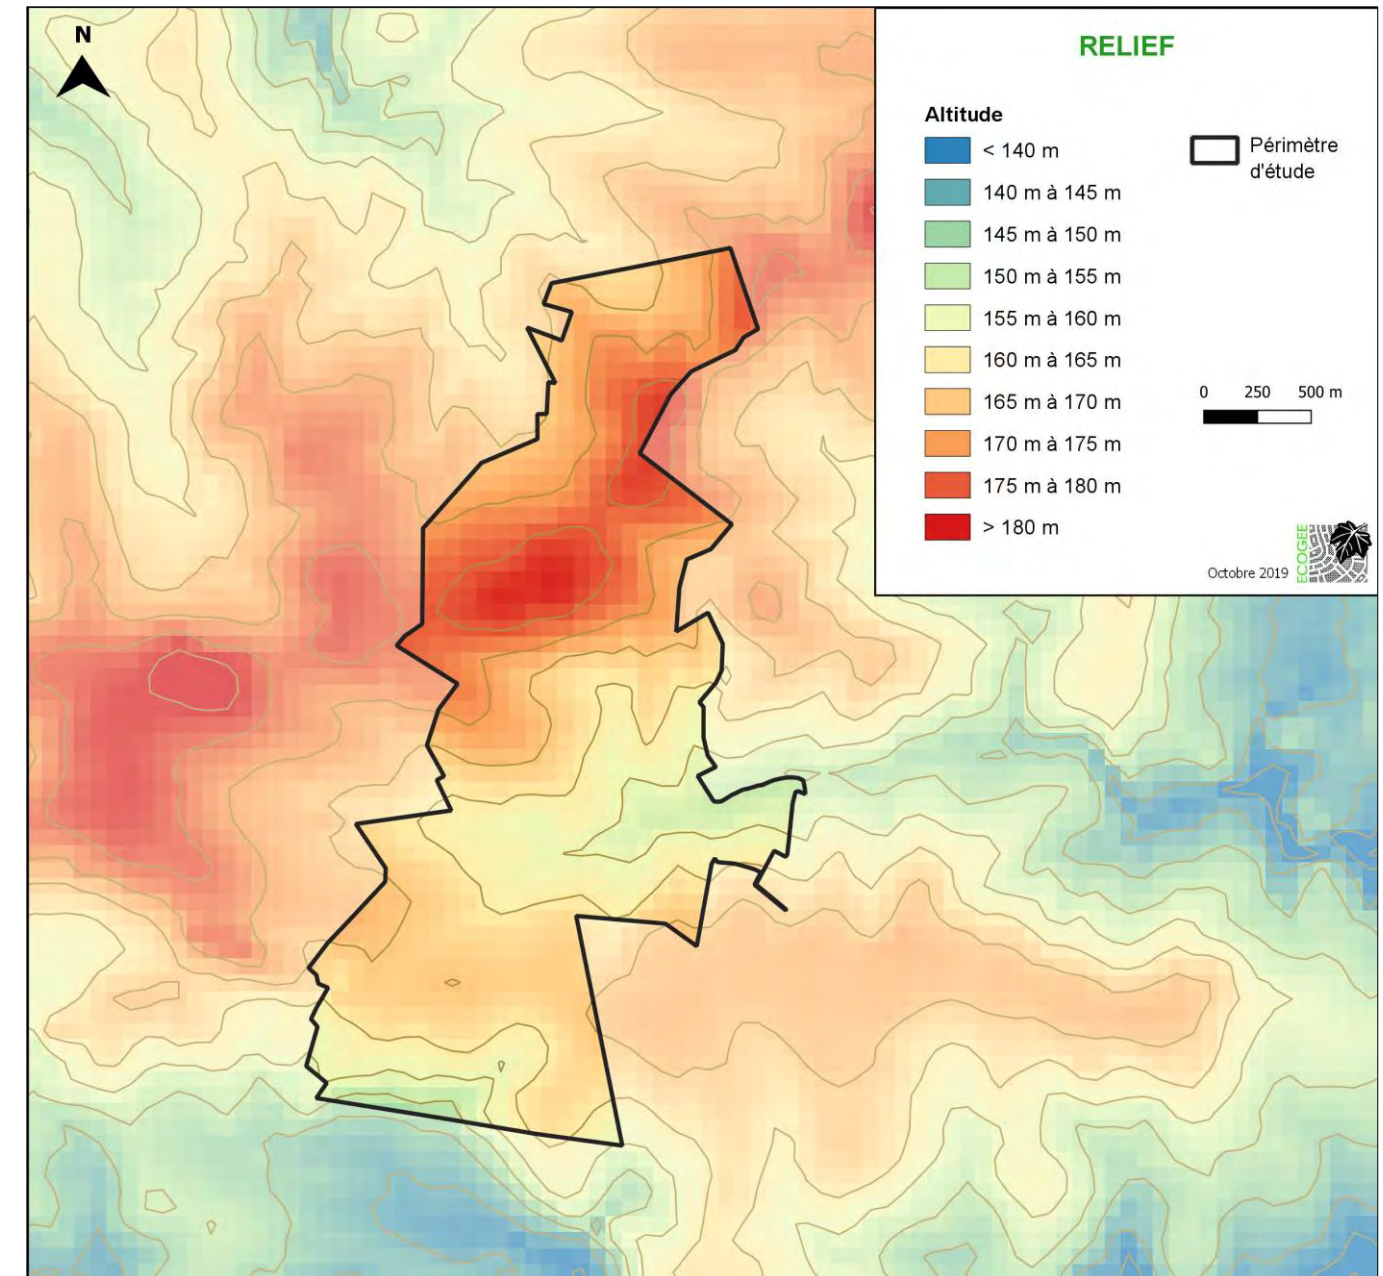 N
RELIEF
Altitude
< 140 m
140 m à 145 m
145 m à 150 m
150 m à 155 m
155 m à 160 m
160 m à 165 m
165 m à 170 m
170 m à 175 m
175 m à 180 m
> 180 m
Périmètre
d'étude
0 250 500 m
Octobre 2019
ECOGEE